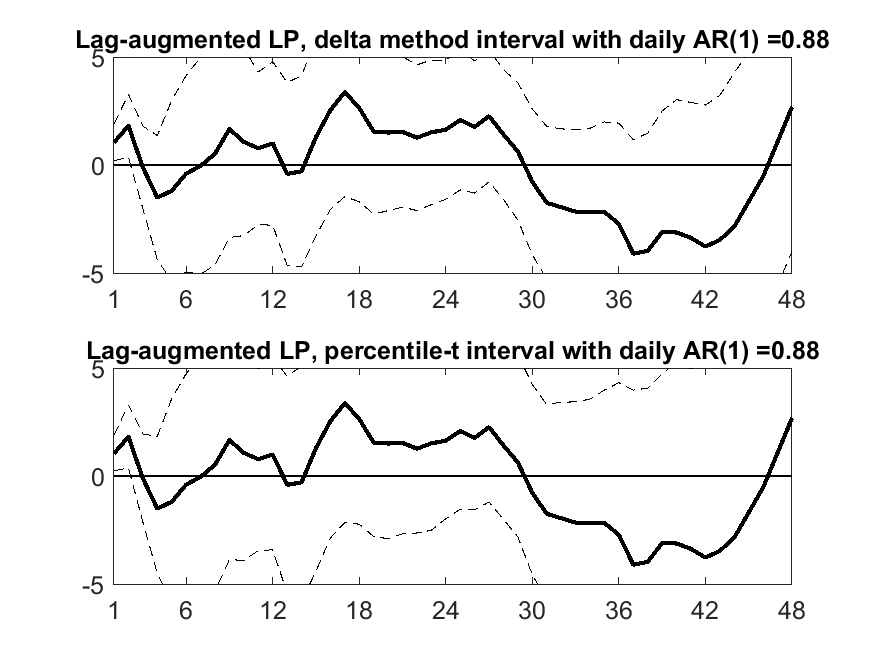 Lag-augmented LP, delta method interval with daily AR(1) =0.88
5
0
-5
1 6 12 18 24 30 36 42 48
Lag-augmented LP, percentile-t interval with daily AR(1) =0.88
5
0
-5
1 6 12 18 24 30 36 42 48